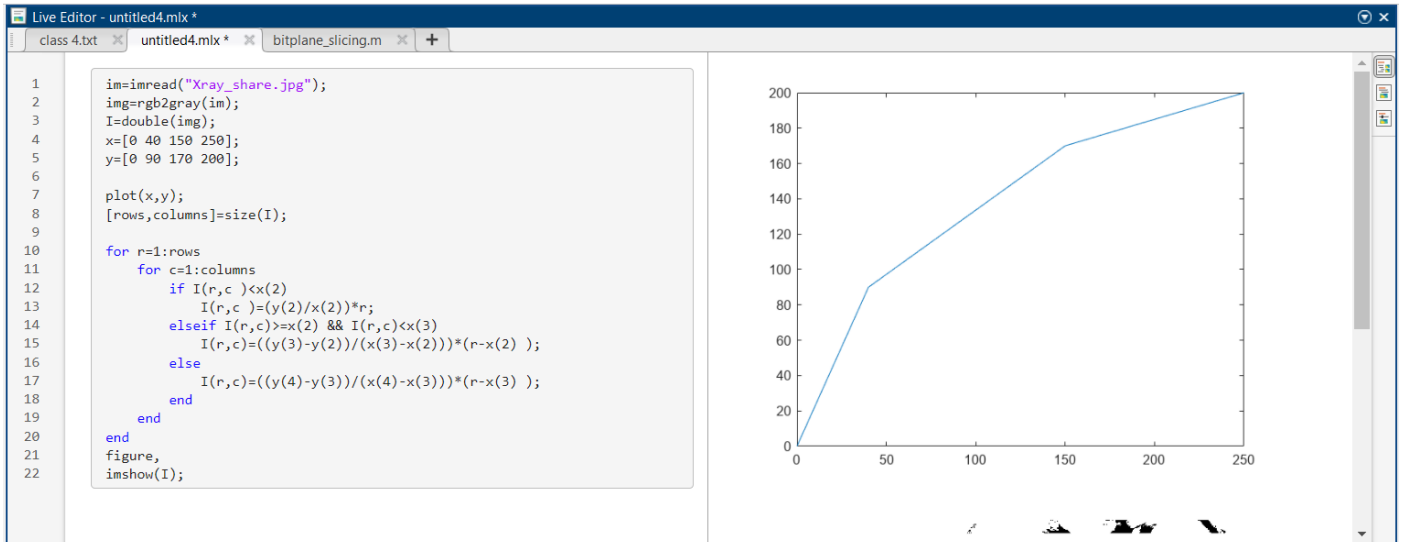 Live Editor - untitled4.mlx *
class 4.txt
untitled4.mlx *
bitplane_slicing.m
1 im=imread("Xray_share.jpg");
2 img=rgb2gray(im);
3 I=double(img);
4 x=[0 40 150 250];
5 y=[0 90 170 200];
6
7 plot(x,y);
8 [rows,columns]=size(I);
9
10 for r=1:rows
11 for c=1:columns
12 if I(r,c )<x(2)
13 I(r,c )=(y(2)/x(2))*r;
14 elseif I(r,c)>=x(2) && I(r,c)<x(3)
15 I(r,c)=((y(3)-y(2))/(x(3)-x(2)))*(r-x(2) );
16 else
17 I(r,c)=((y(4)-y(3))/(x(4)-x(3)))*(r-x(3) );
18 end
19 end
20 end
21 figure,
22 imshow(I);
200
180
160
140
120
100
80
60
40
20
0
0 50 100 150 200 250